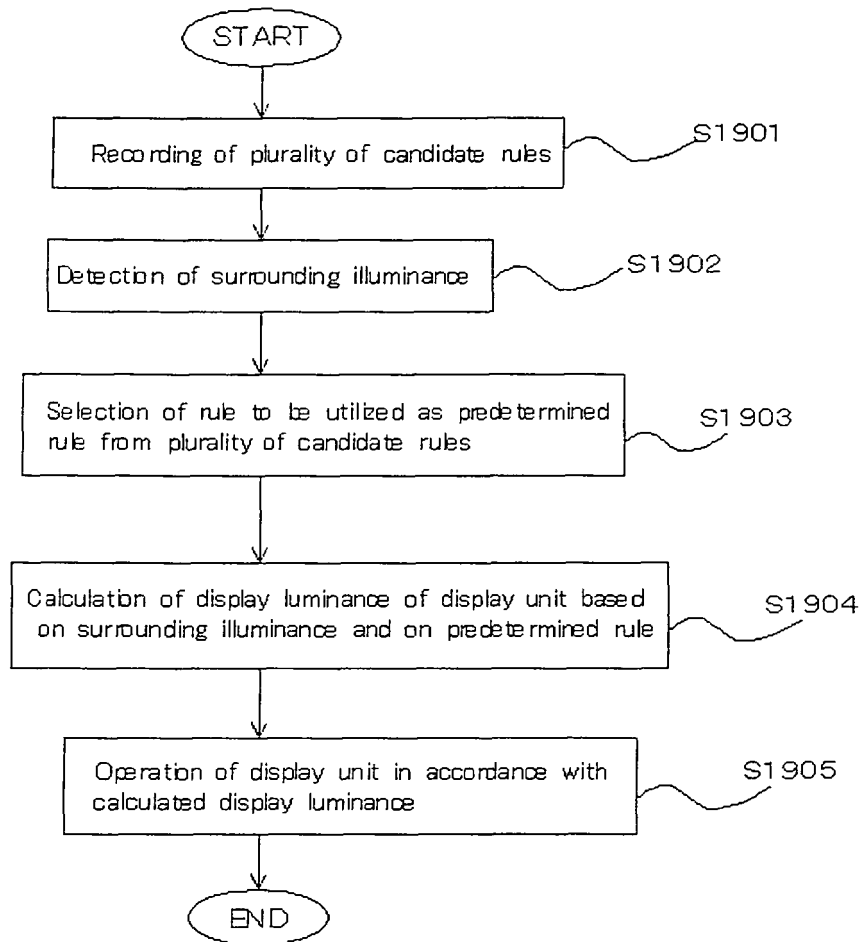 START
Recording of plurality of candidate rules
S1901
Detection of surrounding illuminance
S1902
Selection of rule to be utilized as predetermined
rule from plurality of candidate rules
S1903
Calculation of display luminance of display unit based
on surrounding illuminance and on predetermined rule
S1904
Operation of display unit in accordance with
calculated display luminance
S1905
END